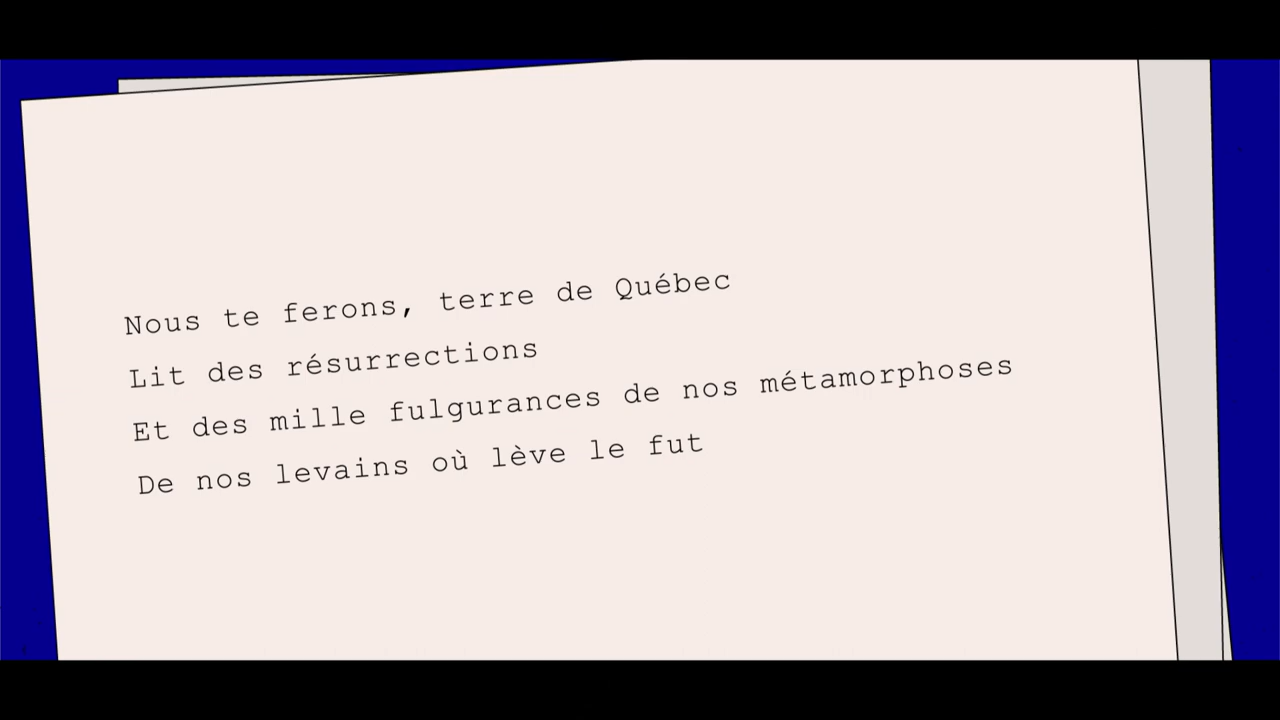 Nous te ferons, terre de Québec
Lit des résurrections
Et des mille fulgurances de nos métamorphoses
De nos levains où lève le fut